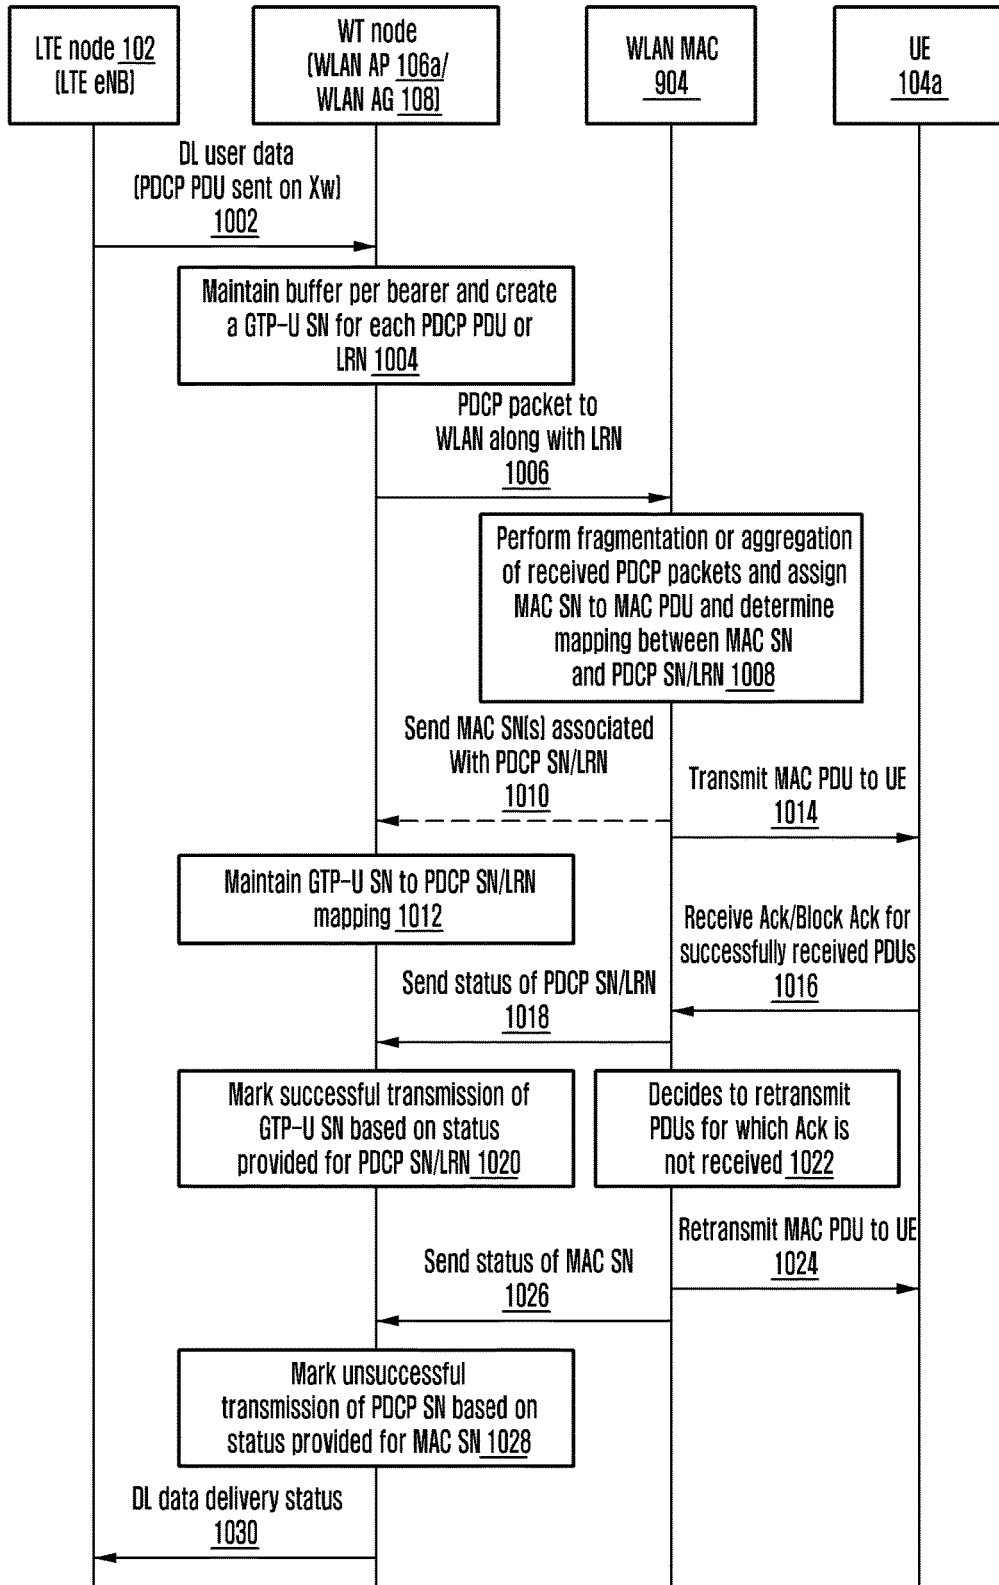 LTE node 102
(LTE eNB)
WT node
(WLAN AP 106a/
WLAN AG 108)
WLAN MAC
904
UE
104a
DL user data
(PDCP PDU sent on Xw)
1002
Maintain buffer per bearer and create
a GTP-U SN for each PDCP PDU or
LRN 1004
PDCP packet to
WLAN along with LRN
1006
Perform fragmentation or aggregation
of received PDCP packets and assign
MAC SN to MAC PDU and determine
mapping between MAC SN
and PDCP SN/LRN 1008
Send MAC SN(s) associated
With PDCP SN/LRN
1010
Transmit MAC PDU to UE
1014
Maintain GTP-U SN to PDCP SN/LRN
mapping 1012
Receive Ack/Block Ack for
successfully received PDUs
1016
Send status of PDCP SN/LRN
1018
Mark successful transmission of
GTP-U SN based on status
provided for PDCP SN/LRN 1020
Decides to retransmit
PDUs for which Ack is
not received 1022
Retransmit MAC PDU to UE
1024
Send status of MAC SN
1026
Mark unsuccessful
transmission of PDCP SN based on
status provided for MAC SN 1028
DL data delivery status
1030